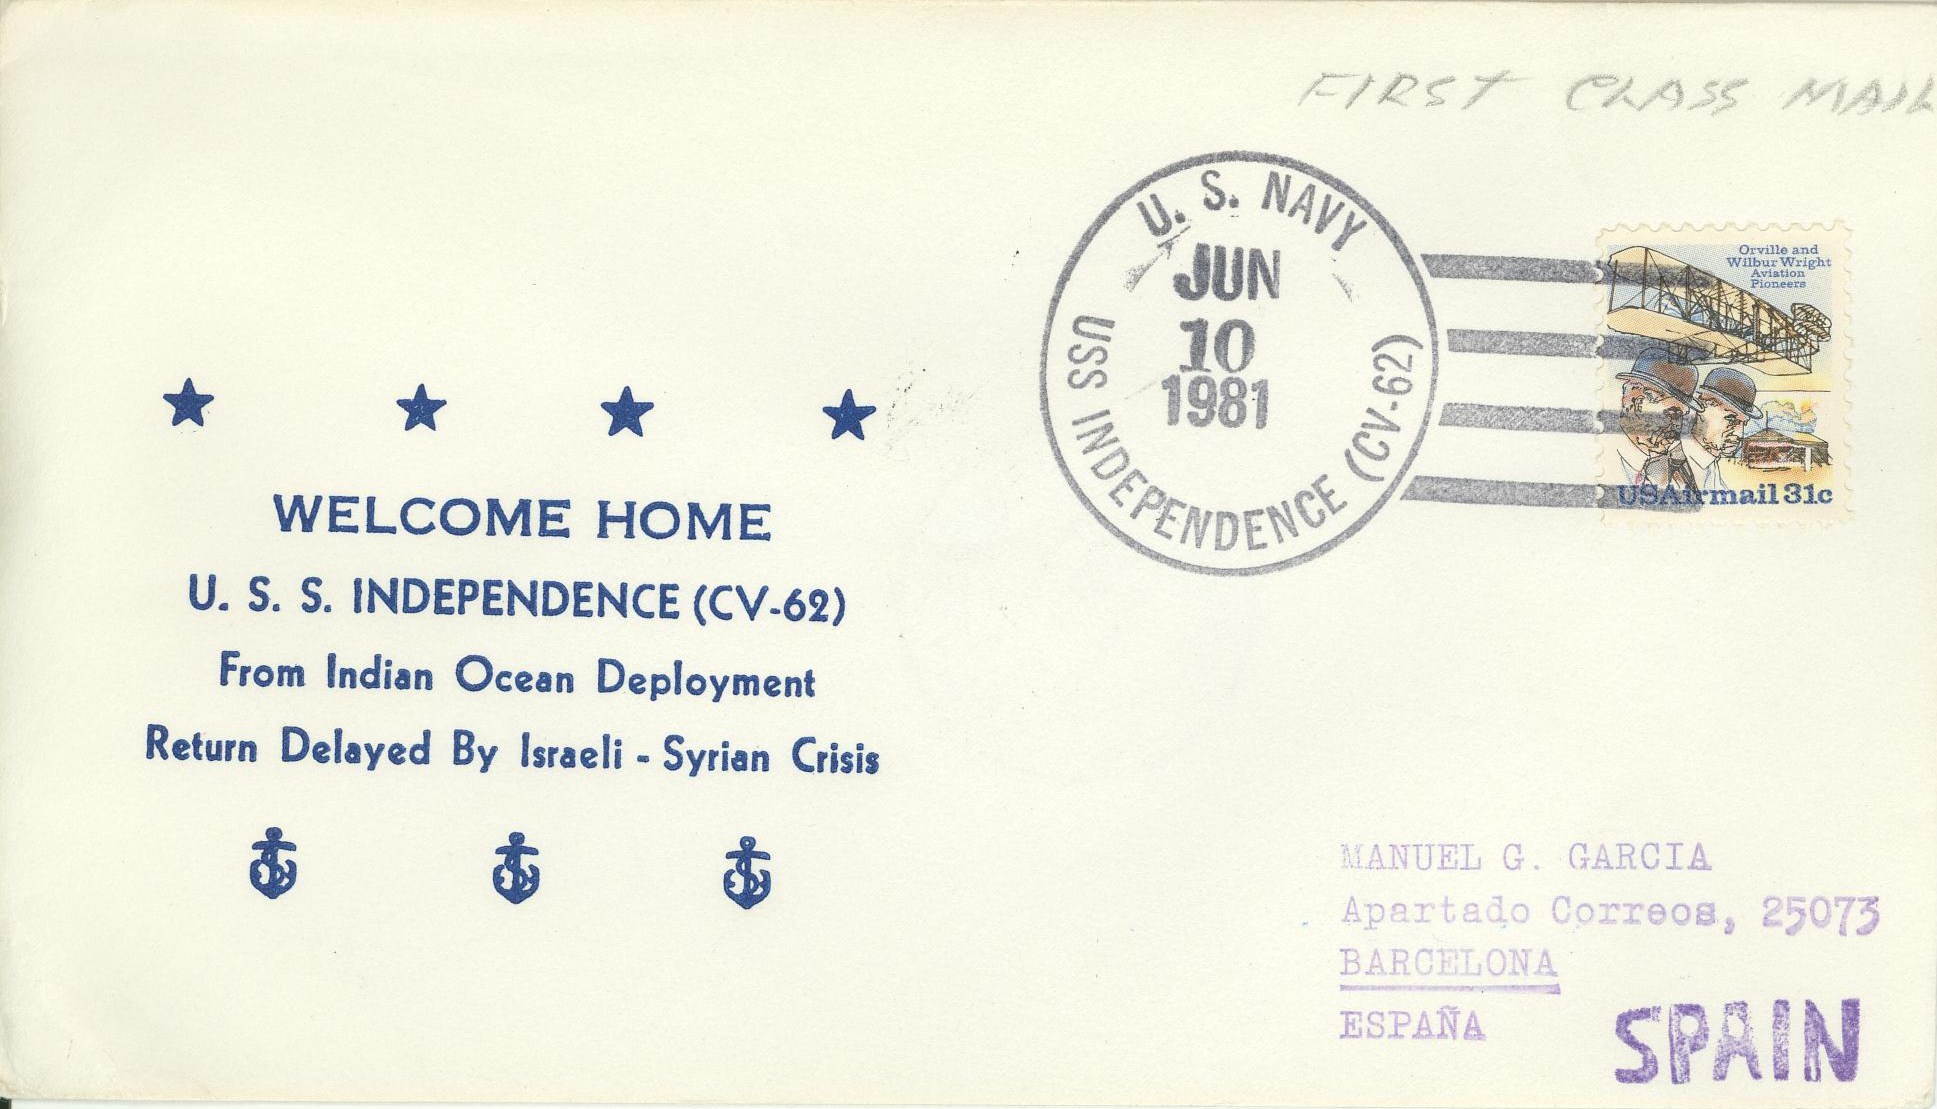 FIRST CLASS MAIL
U. S. NAVY
JUN
10
1981
USS INDEPENDENCE (CV-62)
Orville and
Wilbur Wright
Aviation
Pioneers
USAirmail 31c
WELCOME HOME
U. S. S. INDEPENDENCE (CV-62)
From Indian Ocean Deployment
Return Delayed By Israeli - Syrian Crisis
MANUEL G. GARCIA
Apartado Correos, 25073
BARCELONA
ESPAÑA
SPAIN